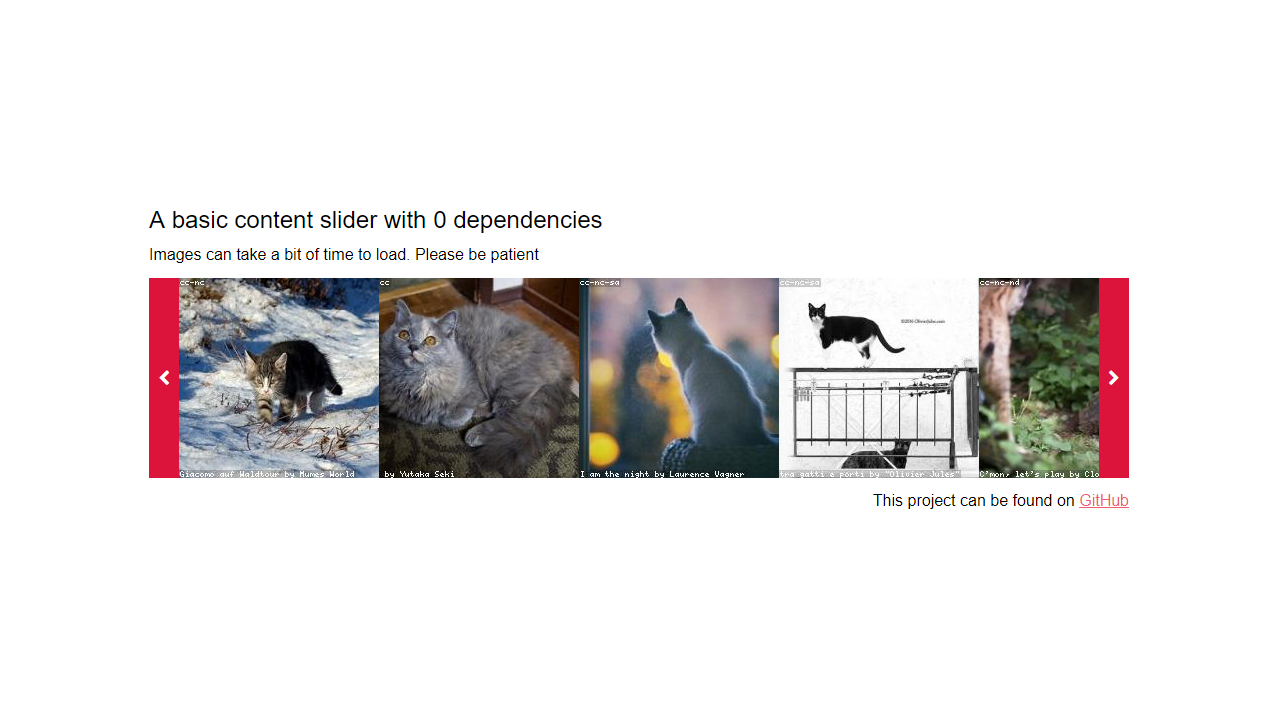 A basic content slider with 0 dependencies
Images can take a bit of time to load. Please be patient
cc-nc
cc
cc-nc-sa
cc-nc-sa
cc-nc-nd
©2016 OlivierJules.com
Giacomo auf Waldtour by Mumes World
by Yutaka Seki
I am the night by Laurence Vagner
tra gatti e porti by "Olivier Jules"
C'mon, let's play by Clo
This project can be found on GitHub